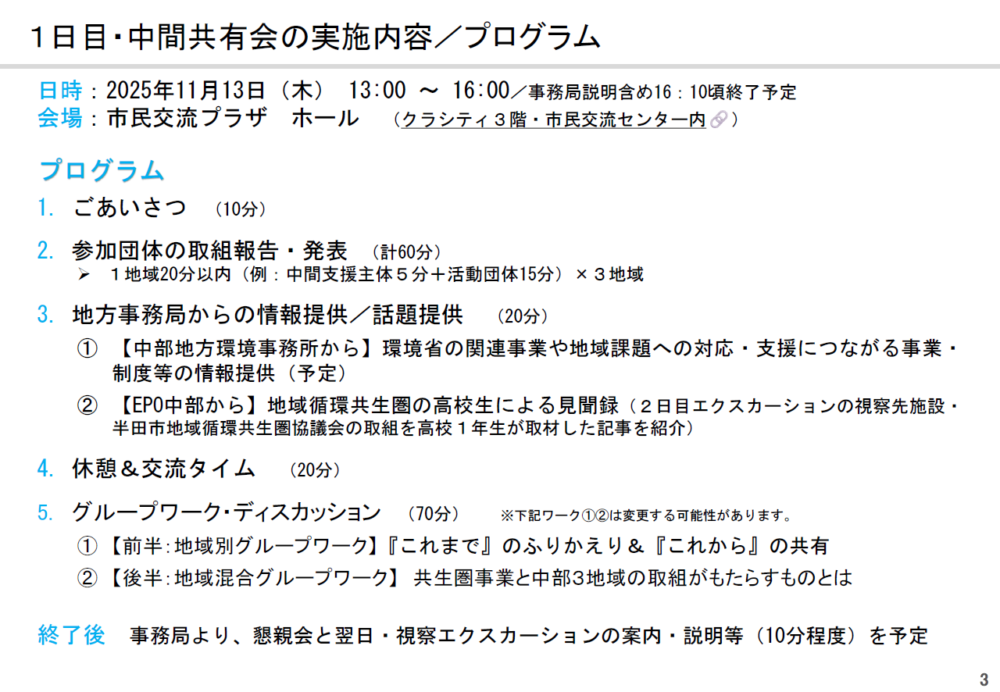 １日目・中間共有会の実施内容／プログラム
日時：2025年11月13日（木） 13:00 ～ 16:00／事務局説明含め16：10頃終了予定
会場：市民交流プラザ　ホール　（クラシティ３階・市民交流センター内🔗）
プログラム
1. ごあいさつ　（10分）
2. 参加団体の取組報告・発表　（計60分）
➢ １地域20分以内（例：中間支援主体５分＋活動団体15分）×３地域
3. 地方事務局からの情報提供／話題提供　（20分）
① 【中部地方環境事務所から】環境省の関連事業や地域課題への対応・支援につながる事業・
制度等の情報提供（予定）
② 【EPO中部から】地域循環共生圏の高校生による見聞録（２日目エクスカーションの視察先施設・
半田市地域循環共生圏協議会の取組を高校１年生が取材した記事を紹介）
4. 休憩＆交流タイム　（20分）
5. グループワーク・ディスカッション　（70分）　※下記ワーク①②は変更する可能性があります。
① 【前半：地域別グループワーク】『これまで』のふりかえり＆『これから』の共有
② 【後半：地域混合グループワーク】 共生圏事業と中部３地域の取組がもたらすものとは
終了後　事務局より、懇親会と翌日・視察エクスカーションの案内・説明等（10分程度）を予定
3